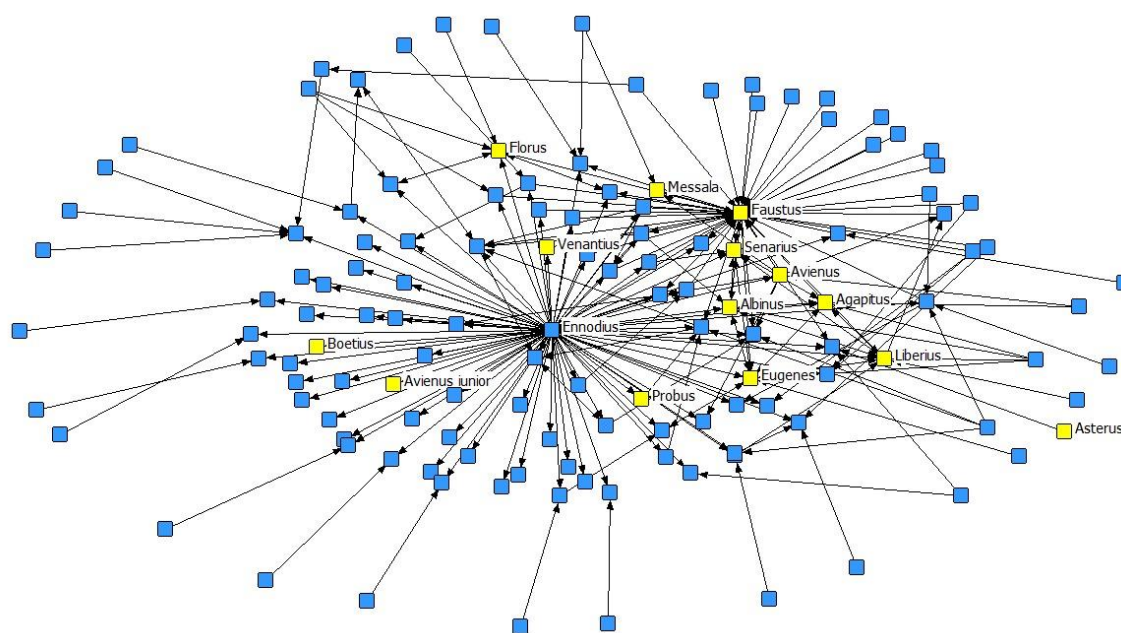 Florus
Messala
Faustus
Venantius
Senarius
Avienus
Albinus
Agapitus
Ennodius
Boetius
Liberius
Eugenes
Avienus iunior
Probus
Asterus